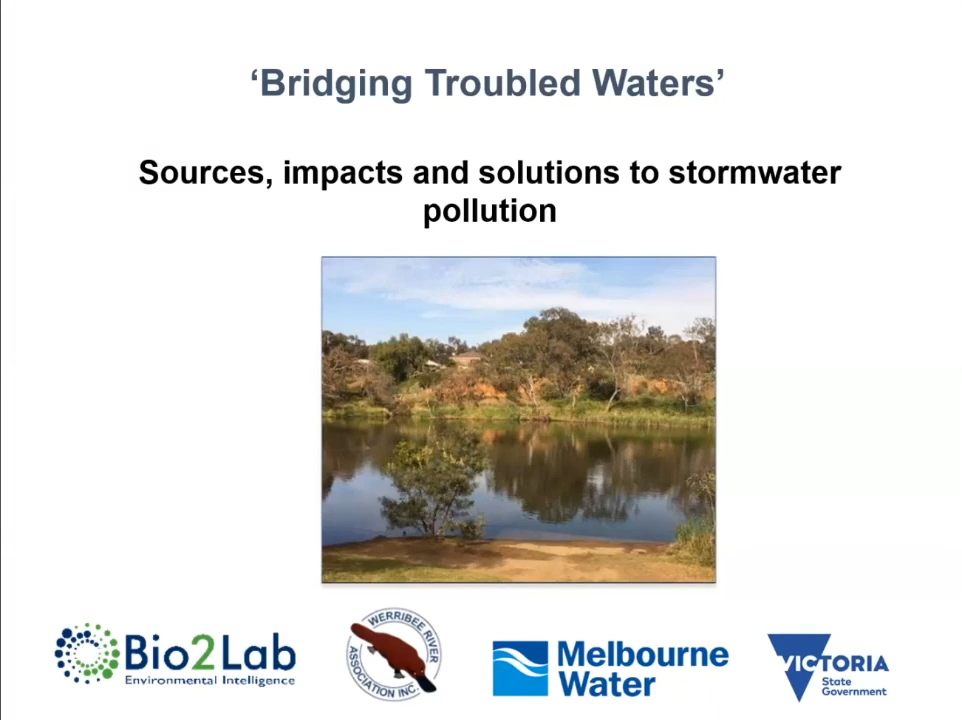 ‘Bridging Troubled Waters’
Sources, impacts and solutions to stormwater
pollution
Bio2Lab
Environmental Intelligence
WERRIBEE RIVER
ASSOCIATION INC.
Melbourne
Water
VICTORIA
State
Government